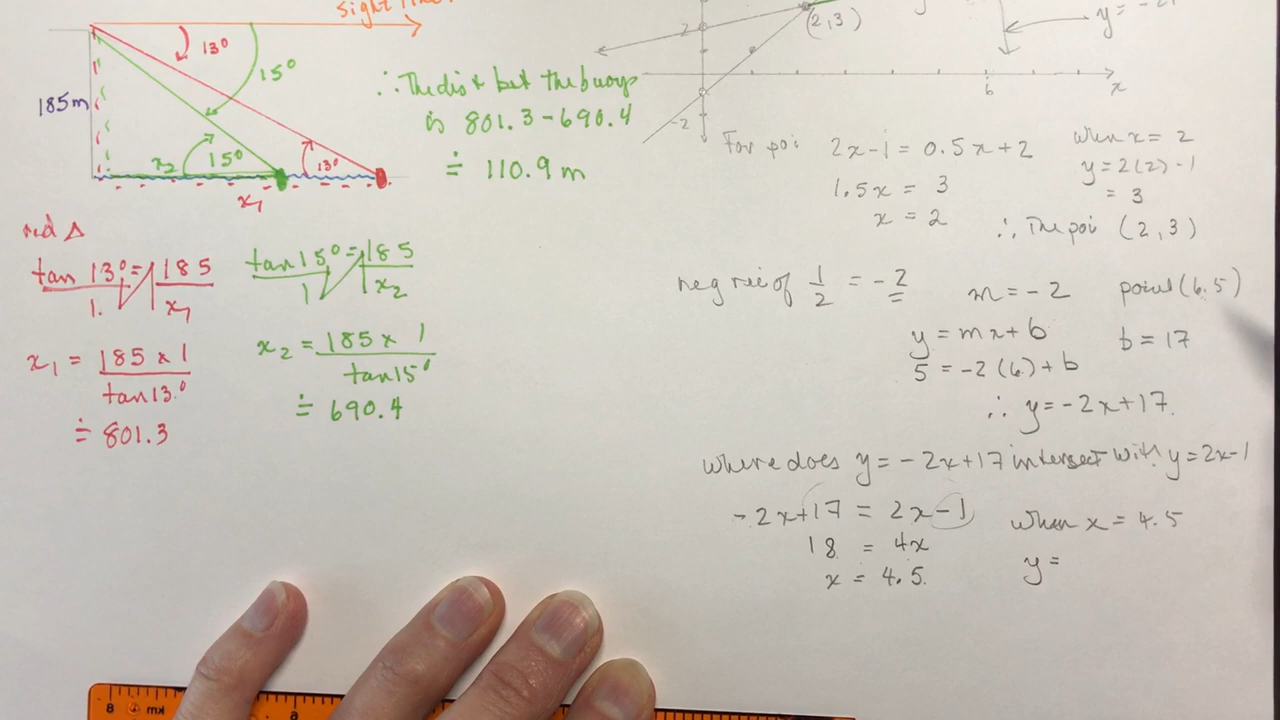 sight line
13°
15°
185m
x₂
15°
13°
x₁
∴ The dist bet the buoys
is 801.3-690.4
≐ 110.9 m
red Δ
tan 13° = 185
1. x₁
x₁ = 185 x 1
tan13°
≐ 801.3
tan 15° = 185
1 x₂
x₂ = 185 x 1
tan15°
≐ 690.4
2
(2,3)
-2
6
x
For poi 2x-1 = 0.5x+2
1.5x = 3
x = 2
when x = 2
y = 2(2)-1
= 3
∴ The poi (2,3)
neg rec of 1/2 = -2
m = -2 point (6,5)
y = mx+b b = 17
5 = -2(6)+b
∴ y = -2x+17.
where does y = -2x+17 intersect with y=2x-1
-2x+17 = 2x-1
18 = 4x
x = 4.5.
when x = 4.5
y =
8
6